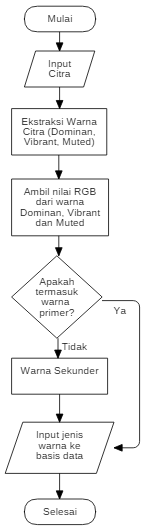 Mulai
Input
Citra
Ekstraksi Warna
Citra (Dominan,
Vibrant, Muted)
Ambil nilai RGB
dari warna
Dominan, Vibrant
dan Muted
Apakah
termasuk
warna
primer?
Ya
Tidak
Warna Sekunder
Input jenis
warna ke
basis data
Selesai